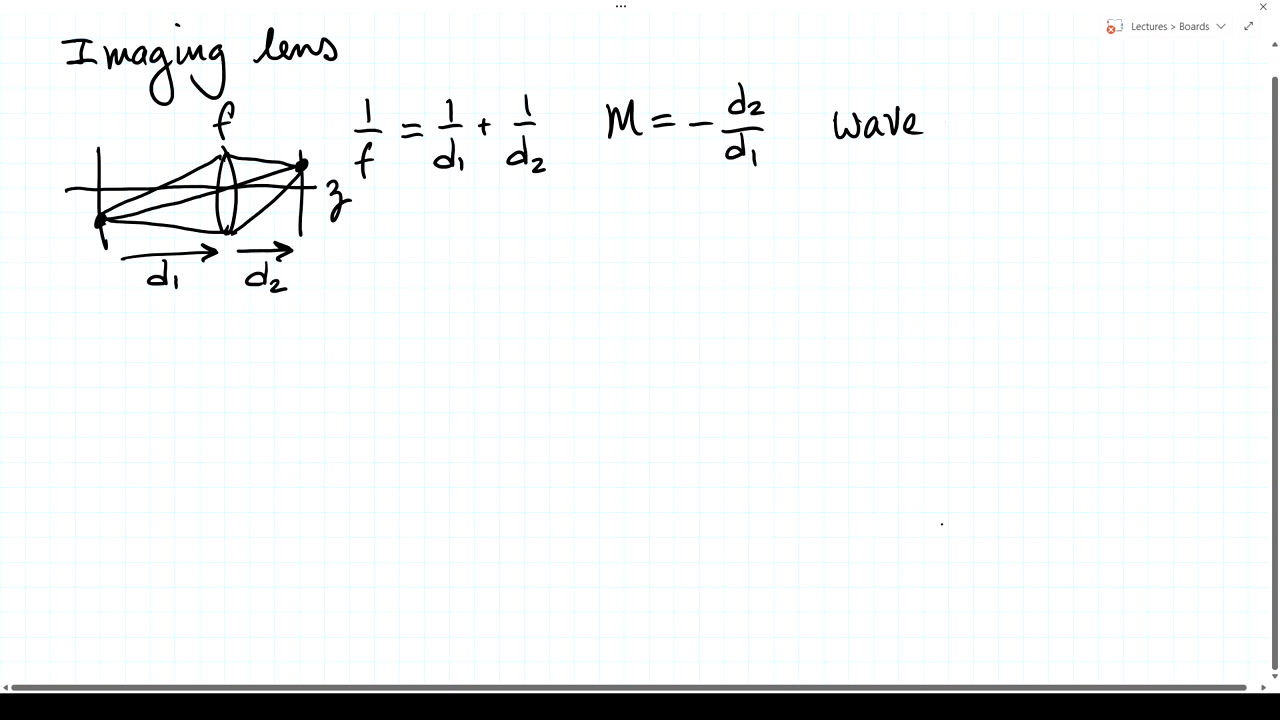 Lectures > Boards
Imaging lens
f
1/f = 1/d₁ + 1/d₂ M = - d₂/d₁ wave
z
d₁ d₂